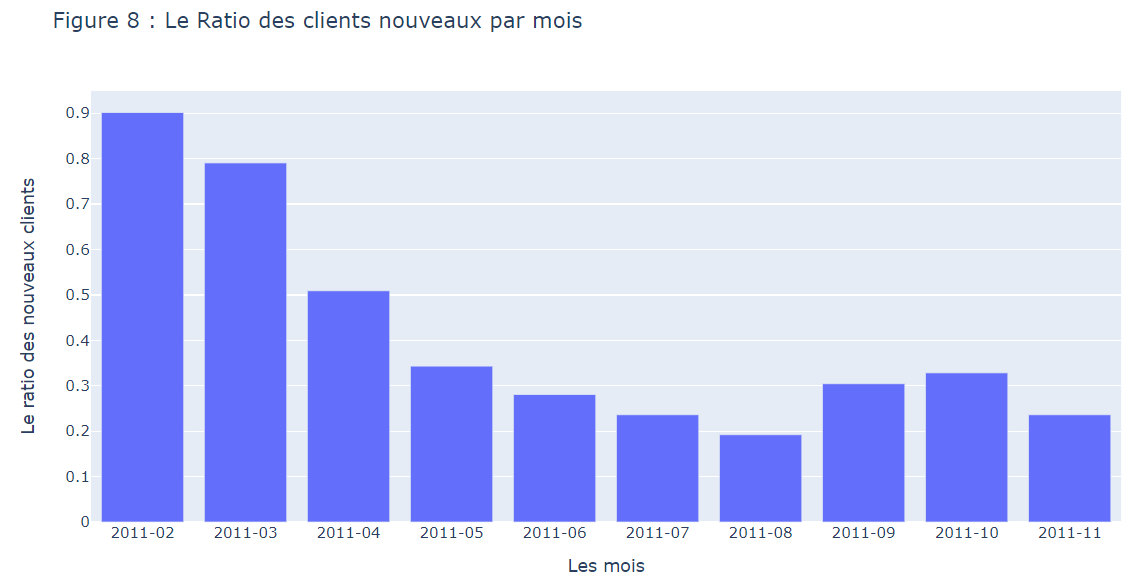 Figure 8 : Le Ratio des clients nouveaux par mois
Le ratio des nouveaux clients
0.9
0.8
0.7
0.6
0.5
0.4
0.3
0.2
0.1
0
2011-02 2011-03 2011-04 2011-05 2011-06 2011-07 2011-08 2011-09 2011-10 2011-11
Les mois